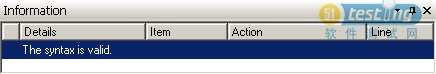 Information
51testing
软件测试网
Details Item Action Line
The syntax is valid.